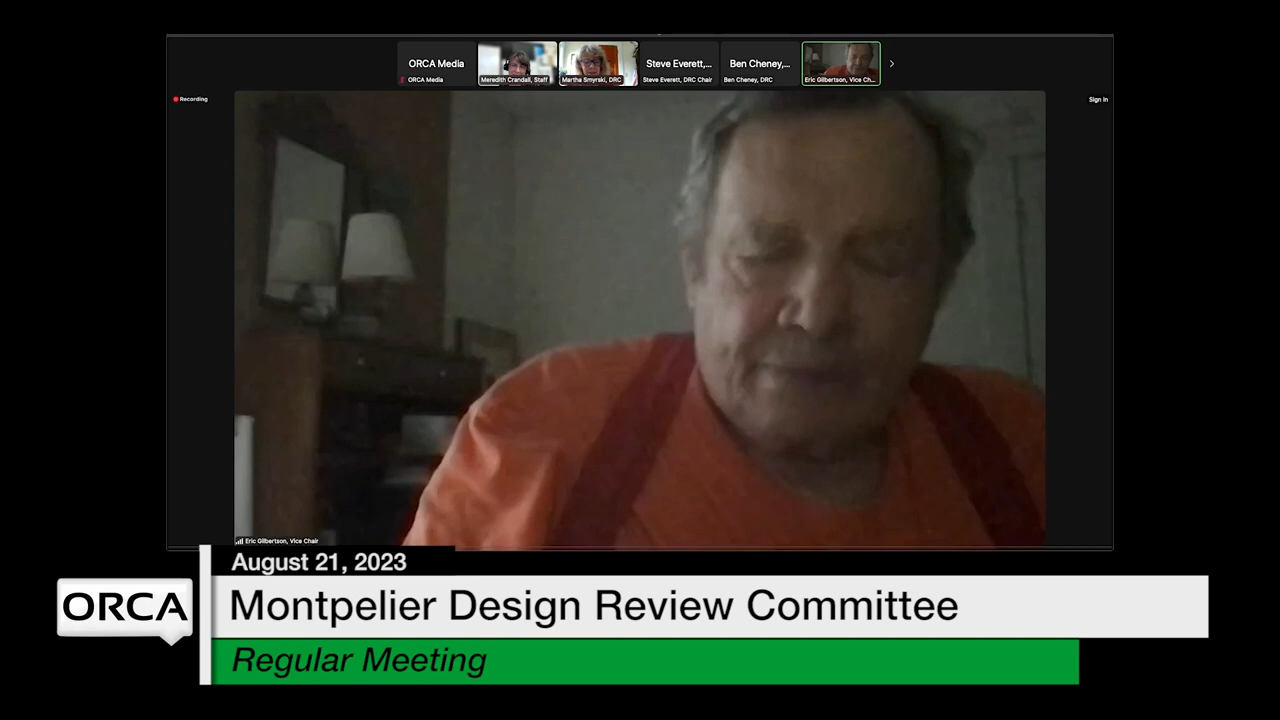 ORCA Media
Steve Everett,...
Ben Cheney,...
ORCA Media
Meredith Crandall, Staff
Martha Smyrski, DRC
Steve Everett, DRC Chair
Ben Cheney, DRC
Eric Gilbertson, Vice Ch...
Recording
Sign in
Eric Gilbertson, Vice Chair
August 21, 2023
ORCA
Montpelier Design Review Committee
Regular Meeting